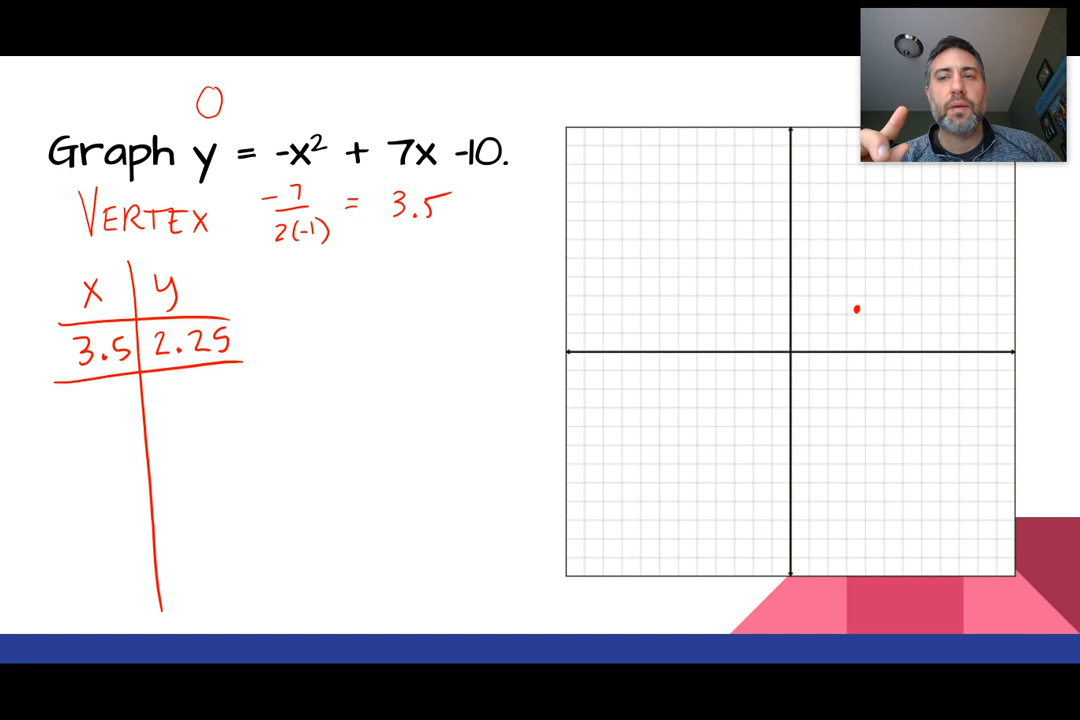 0
Graph y = -x² + 7x -10.
VERTEX -7/2(-1) = 3.5
x y
3.5 2.25